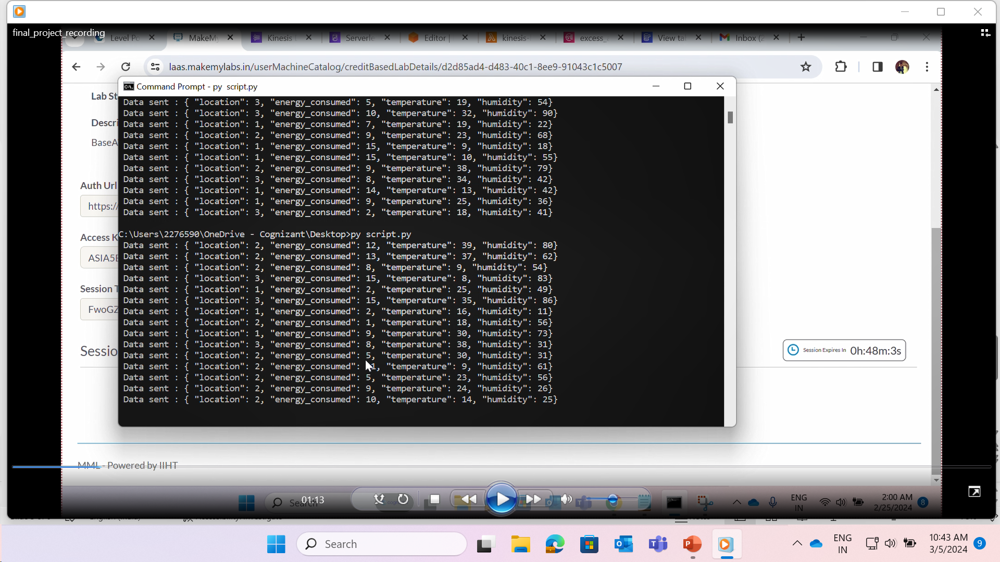 final_project_recording
Level Po
MakeMy
Kinesis
Serverle
Editor
kinesis-
excess_
View tal
Inbox (2
laas.makemylabs.in/userMachineCatalog/creditBasedLabDetails/d2d85ad4-d483-40c1-8ee9-91043c1c5007
Command Prompt - py  script.py
Lab St
Descri
BaseA
Auth Url
https://
Access K
ASIA5E
Session T
FwoGZ
Sessio
Data sent : { "location": 3, "energy_consumed": 5, "temperature": 19, "humidity": 54}
Data sent : { "location": 3, "energy_consumed": 10, "temperature": 32, "humidity": 90}
Data sent : { "location": 1, "energy_consumed": 7, "temperature": 19, "humidity": 22}
Data sent : { "location": 2, "energy_consumed": 9, "temperature": 23, "humidity": 68}
Data sent : { "location": 1, "energy_consumed": 15, "temperature": 9, "humidity": 18}
Data sent : { "location": 1, "energy_consumed": 15, "temperature": 10, "humidity": 55}
Data sent : { "location": 2, "energy_consumed": 9, "temperature": 38, "humidity": 79}
Data sent : { "location": 3, "energy_consumed": 8, "temperature": 34, "humidity": 42}
Data sent : { "location": 1, "energy_consumed": 14, "temperature": 13, "humidity": 42}
Data sent : { "location": 1, "energy_consumed": 9, "temperature": 25, "humidity": 36}
Data sent : { "location": 3, "energy_consumed": 2, "temperature": 18, "humidity": 41}
C:\Users\2276590\OneDrive - Cognizant\Desktop>py script.py
Data sent : { "location": 2, "energy_consumed": 12, "temperature": 39, "humidity": 80}
Data sent : { "location": 2, "energy_consumed": 13, "temperature": 37, "humidity": 62}
Data sent : { "location": 2, "energy_consumed": 8, "temperature": 9, "humidity": 54}
Data sent : { "location": 3, "energy_consumed": 15, "temperature": 8, "humidity": 83}
Data sent : { "location": 1, "energy_consumed": 2, "temperature": 25, "humidity": 49}
Data sent : { "location": 3, "energy_consumed": 15, "temperature": 35, "humidity": 86}
Data sent : { "location": 1, "energy_consumed": 2, "temperature": 16, "humidity": 11}
Data sent : { "location": 2, "energy_consumed": 1, "temperature": 18, "humidity": 56}
Data sent : { "location": 1, "energy_consumed": 9, "temperature": 30, "humidity": 73}
Data sent : { "location": 3, "energy_consumed": 8, "temperature": 38, "humidity": 31}
Data sent : { "location": 2, "energy_consumed": 5, "temperature": 30, "humidity": 31}
Data sent : { "location": 2, "energy_consumed": 1, "temperature": 9, "humidity": 61}
Data sent : { "location": 2, "energy_consumed": 5, "temperature": 23, "humidity": 56}
Data sent : { "location": 2, "energy_consumed": 9, "temperature": 24, "humidity": 26}
Data sent : { "location": 2, "energy_consumed": 10, "temperature": 14, "humidity": 25}
Session Expires In 0h:48m:3s
MML - Powered by IIHT
01:13
Search
ENG
IN
2:00 AM
2/25/2024
8
Search
ENG
IN
10:43 AM
3/5/2024
9